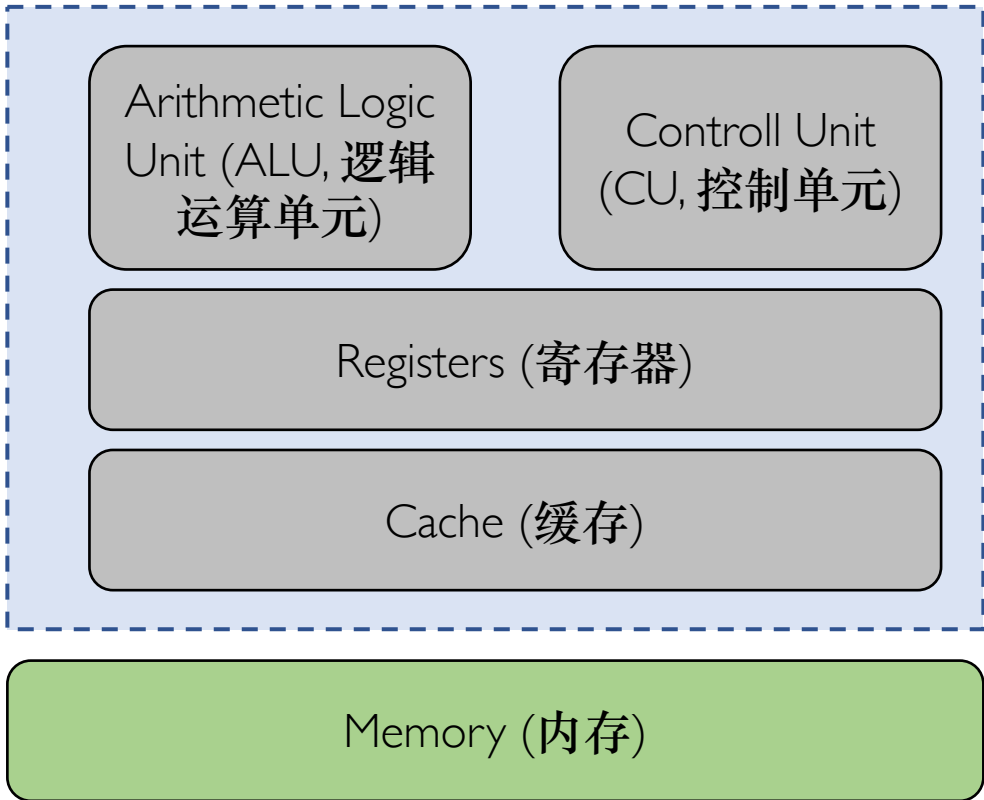 Arithmetic Logic
Unit (ALU, 逻辑
运算单元)
Controll Unit
(CU, 控制单元)
Registers (寄存器)
Cache (缓存)
Memory (内存)